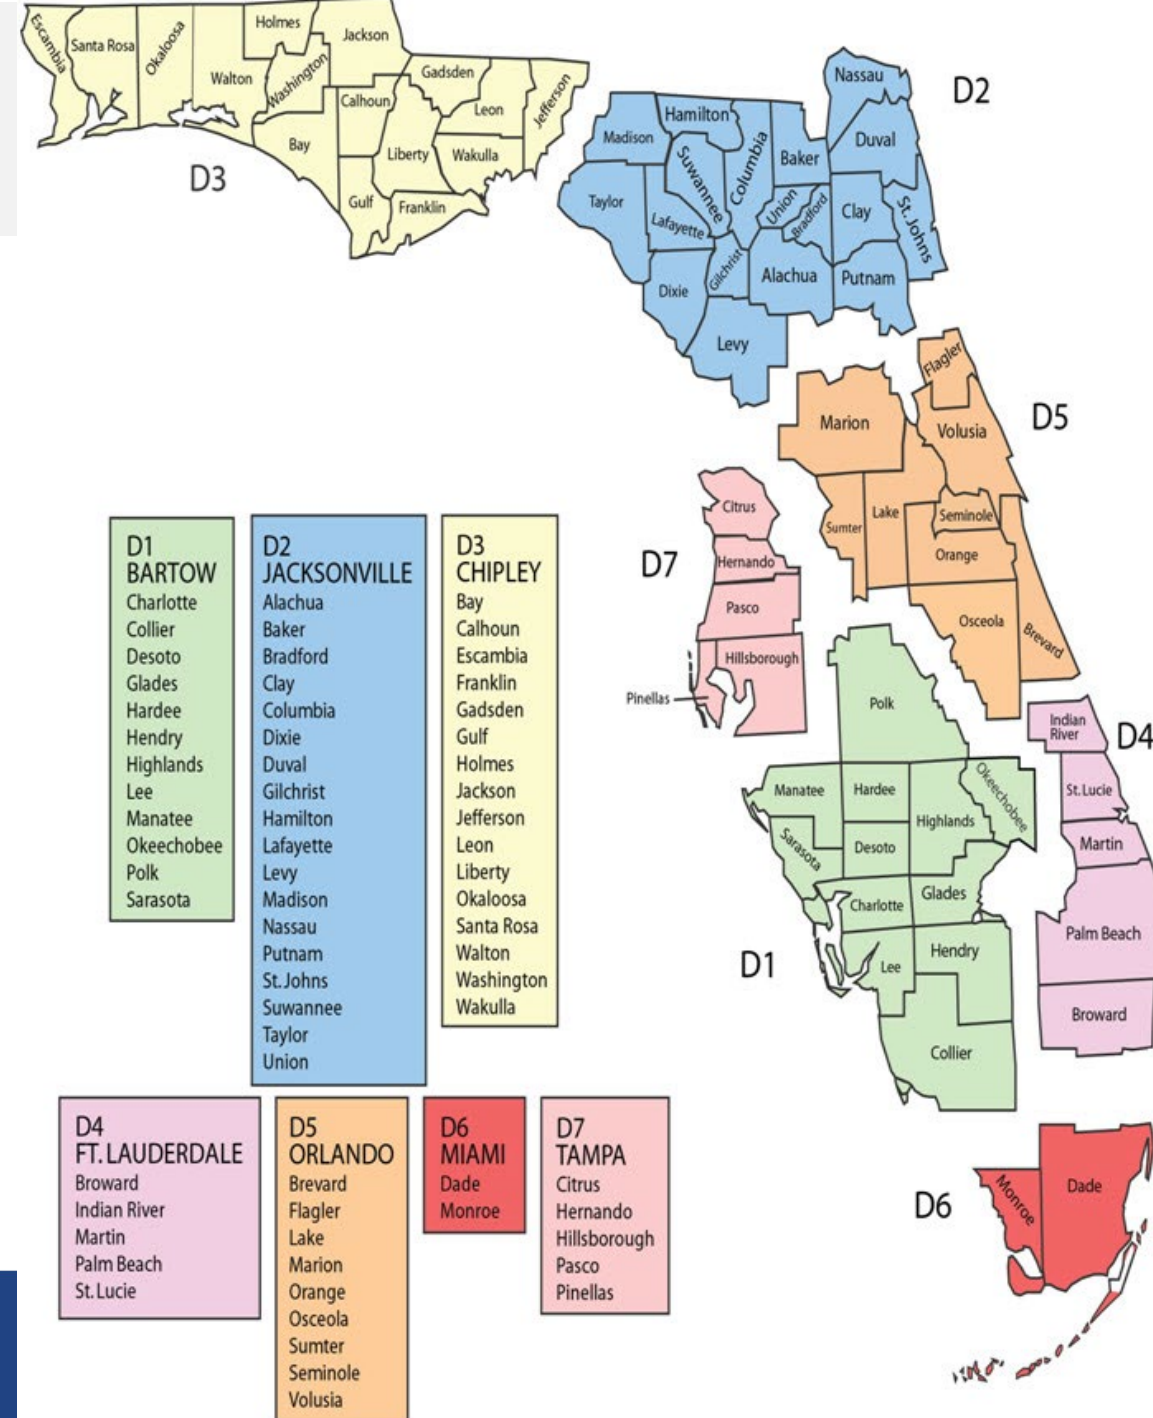 Escambia
Santa Rosa
Okaloosa
Walton
Holmes
Washington
Jackson
Bay
Calhoun
Gulf
Liberty
Franklin
Gadsden
Leon
Wakulla
Jefferson
D3
Nassau
D2
Hamilton
Madison
Suwannee
Columbia
Baker
Duval
Taylor
Lafayette
Union
Bradford
Clay
St. Johns
Gilchrist
Dixie
Alachua
Putnam
Levy
Flagler
D5
Marion
Volusia
Sumter
Lake
Seminole
Orange
Osceola
Brevard
Citrus
D7
Hernando
Pasco
Hillsborough
Pinellas
Polk
Manatee
Hardee
Okeechobee
Highlands
Sarasota
Desoto
Charlotte
Glades
D1
Lee
Hendry
Collier
Indian
River
D4
St. Lucie
Martin
Palm Beach
Broward
D6
Monroe
Dade
D1
BARTOW
Charlotte
Collier
Desoto
Glades
Hardee
Hendry
Highlands
Lee
Manatee
Okeechobee
Polk
Sarasota
D2
JACKSONVILLE
Alachua
Baker
Bradford
Clay
Columbia
Dixie
Duval
Gilchrist
Hamilton
Lafayette
Levy
Madison
Nassau
Putnam
St. Johns
Suwannee
Taylor
Union
D3
CHIPLEY
Bay
Calhoun
Escambia
Franklin
Gadsden
Gulf
Holmes
Jackson
Jefferson
Leon
Liberty
Okaloosa
Santa Rosa
Walton
Washington
Wakulla
D4
FT. LAUDERDALE
Broward
Indian River
Martin
Palm Beach
St. Lucie
D5
ORLANDO
Brevard
Flagler
Lake
Marion
Orange
Osceola
Sumter
Seminole
Volusia
D6
MIAMI
Dade
Monroe
D7
TAMPA
Citrus
Hernando
Hillsborough
Pasco
Pinellas